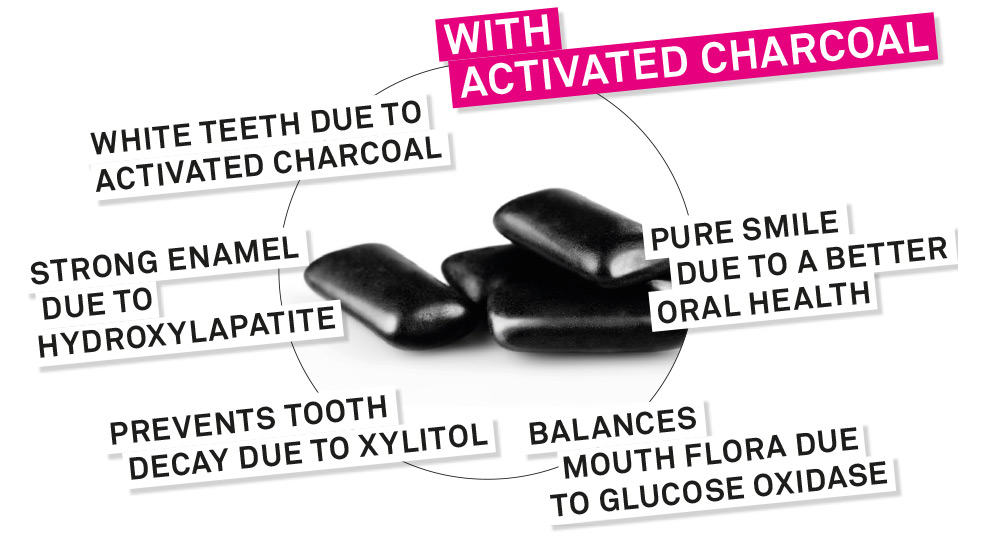 WITH
ACTIVATED CHARCOAL
WHITE TEETH DUE TO
ACTIVATED CHARCOAL
STRONG ENAMEL
DUE TO
HYDROXYLAPATITE
PURE SMILE
DUE TO A BETTER
ORAL HEALTH
PREVENTS TOOTH
DECAY DUE TO XYLITOL
BALANCES
MOUTH FLORA DUE
TO GLUCOSE OXIDASE